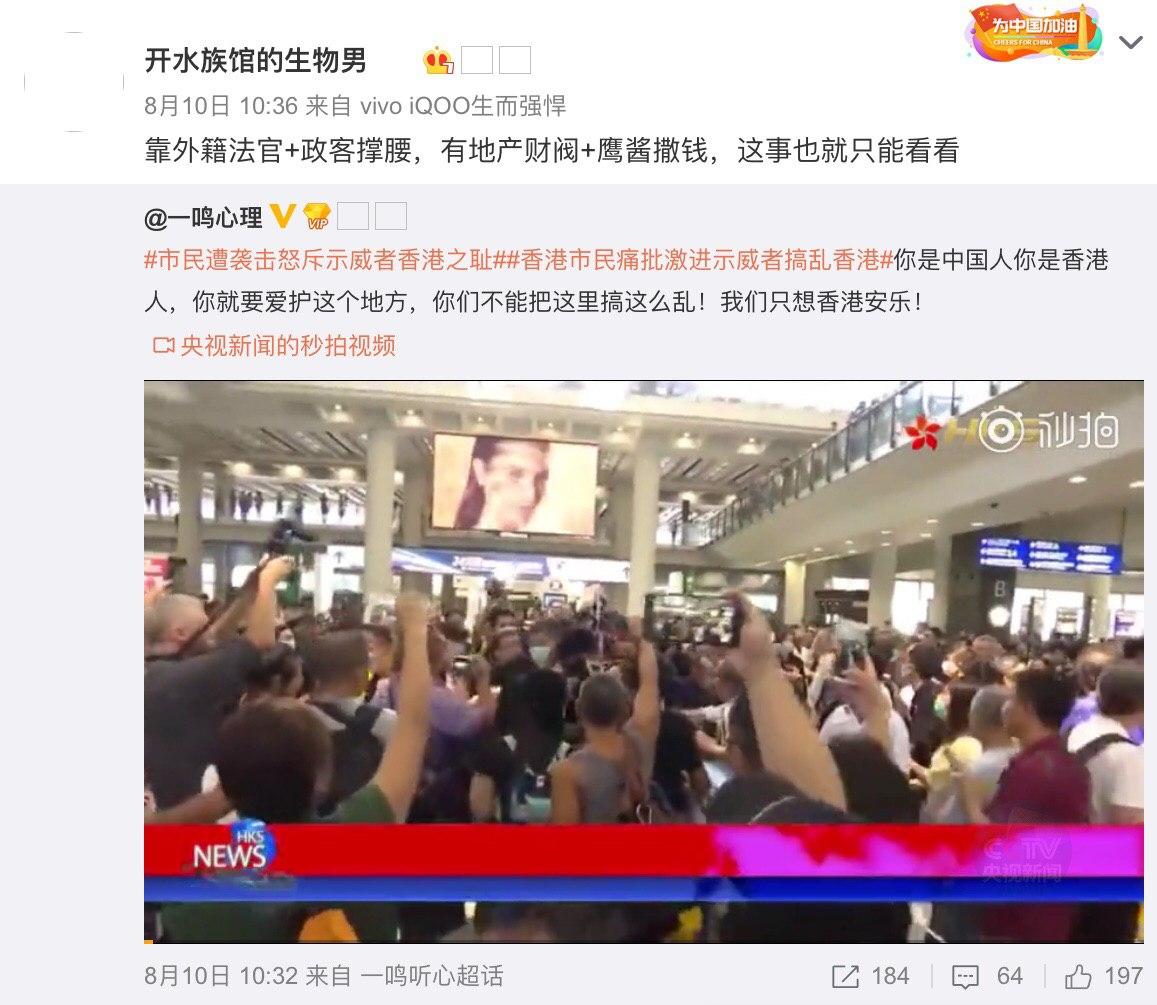 为中国加油
CHEERS FOR CHINA
开水族馆的生物男
8月10日 10:36 来自 vivo iQOO生而强悍
靠外籍法官+政客撑腰，有地产财阀+鹰酱撒钱，这事也就只能看看
@一鸣心理 V VIP
#市民遭袭击怒斥示威者香港之耻##香港市民痛批激进示威者搞乱香港#你是中国人你是香港
人，你就要爱护这个地方，你们不能把这里搞这么乱！我们只想香港安乐！
央视新闻的秒拍视频
秒拍
B
HKS
NEWS
CCTV
央视新闻
8月10日 10:32 来自 一鸣听心超话
184 64 197